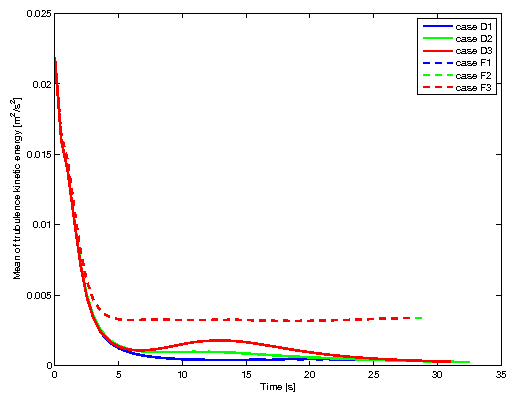 0.025
0.02
0.015
0.01
0.005
0
0 5 10 15 20 25 30 35
Time [s]
Mean of trubulence kinetic energy [m²/s²]
case D1
case D2
case D3
case F1
case F2
case F3